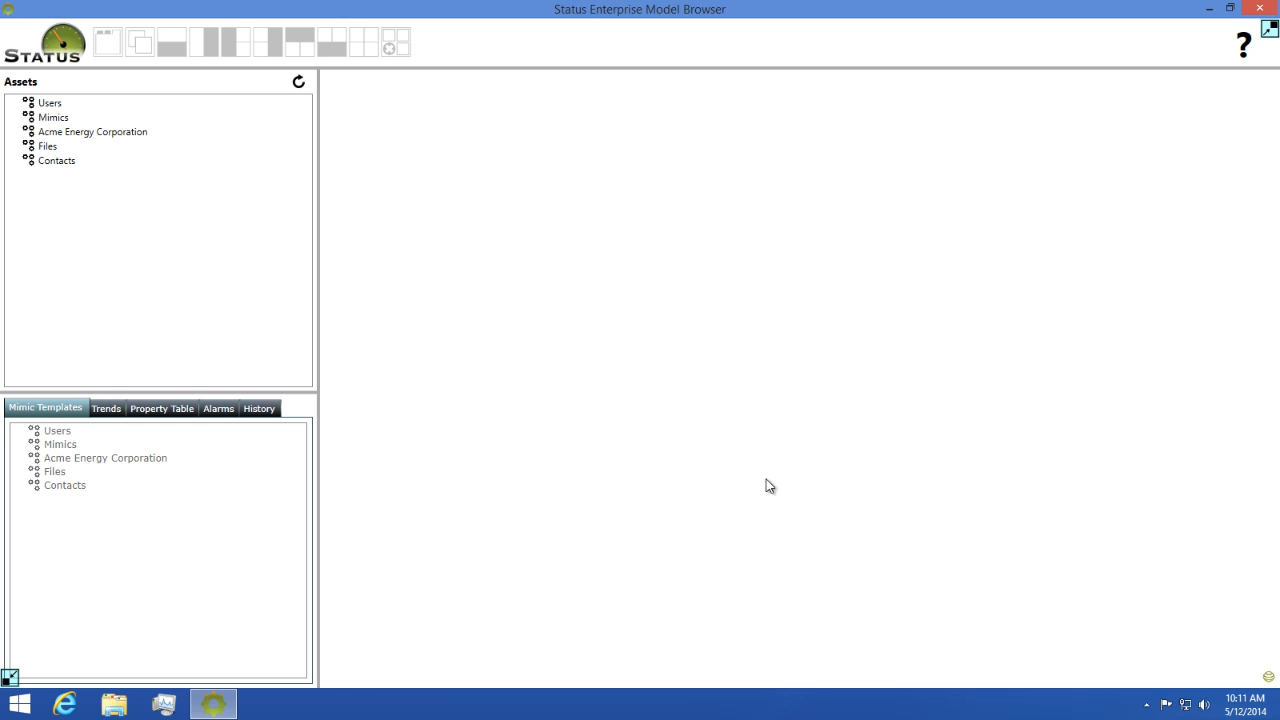 Status Enterprise Model Browser
STATUS
?
Assets
Users
Mimics
Acme Energy Corporation
Files
Contacts
Mimic Templates Trends Property Table Alarms History
Users
Mimics
Acme Energy Corporation
Files
Contacts
10:11 AM
5/12/2014